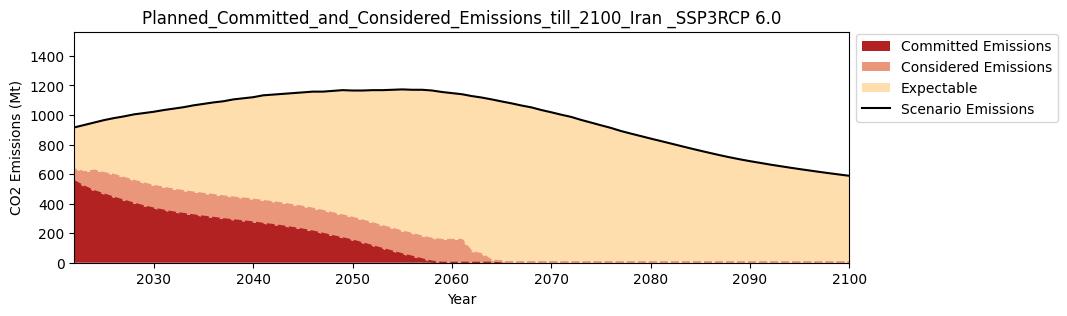 Planned_Committed_and_Considered_Emissions_till_2100_Iran _SSP3RCP 6.0
CO2 Emissions (Mt)
1400
1200
1000
800
600
400
200
0
2030 2040 2050 2060 2070 2080 2090 2100
Year
Committed Emissions
Considered Emissions
Expectable
Scenario Emissions